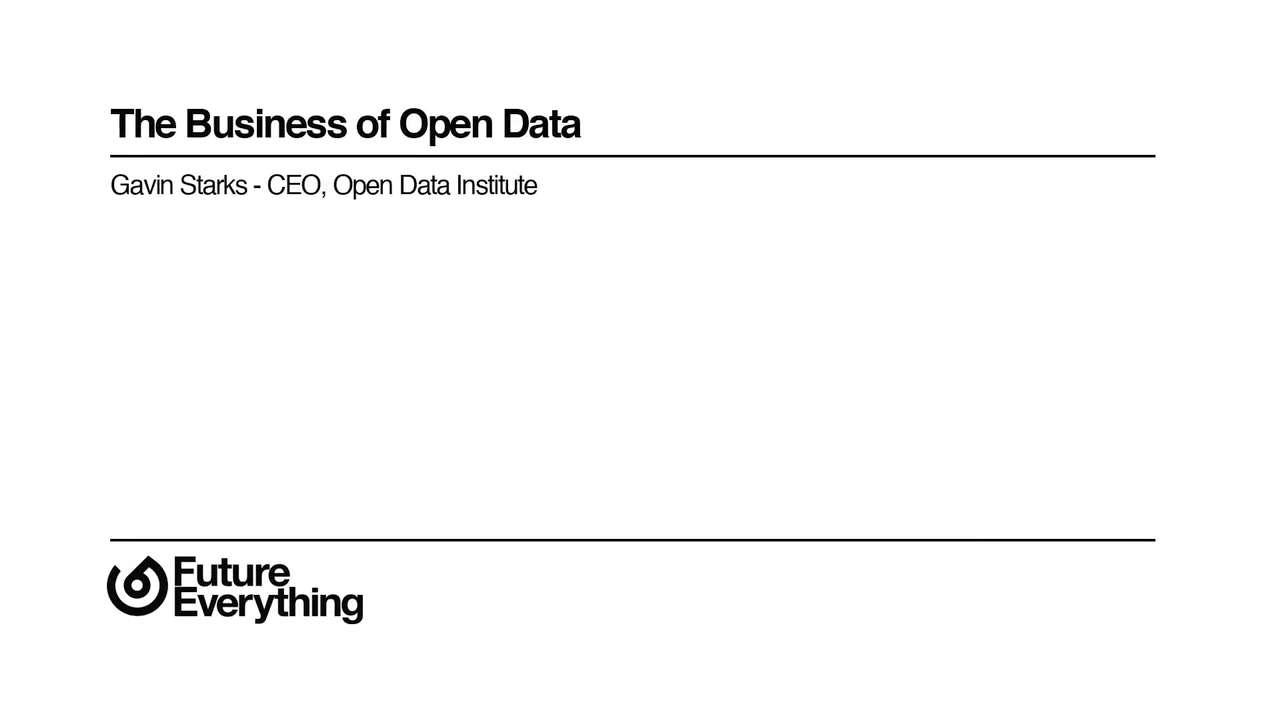 The Business of Open Data
Gavin Starks - CEO, Open Data Institute
Future
Everything